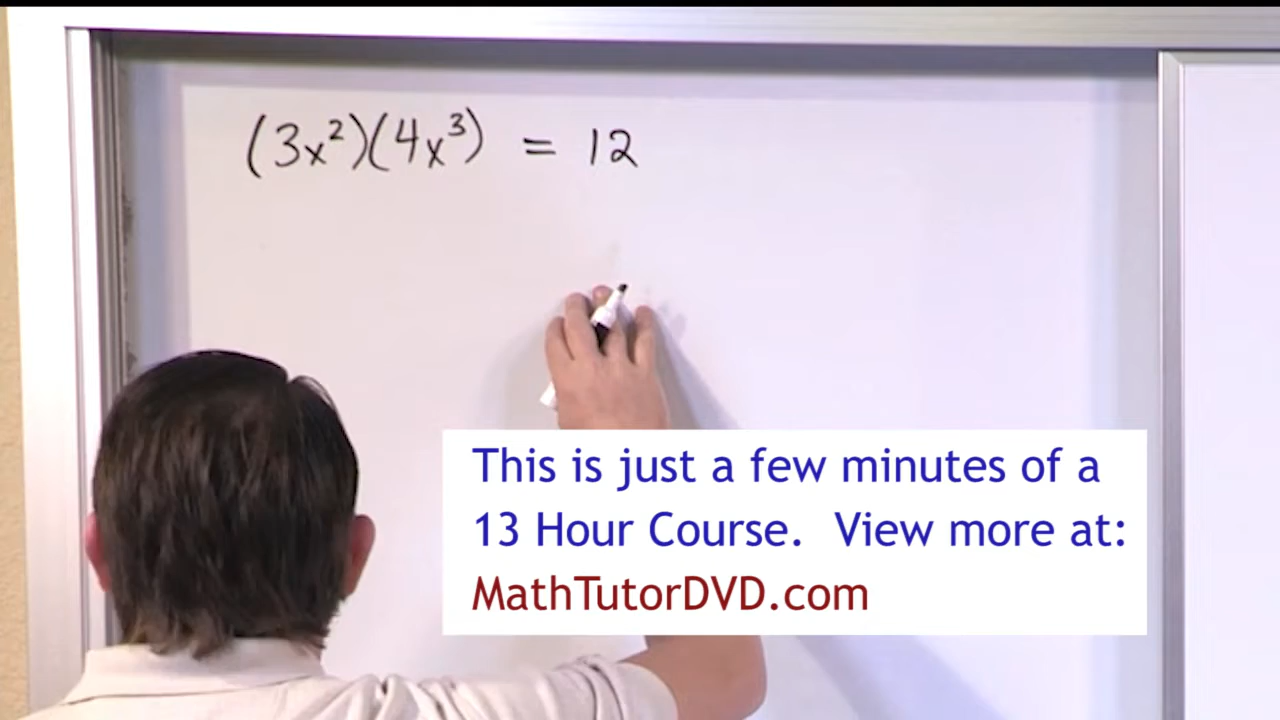 (3x²)(4x³) = 12
This is just a few minutes of a
13 Hour Course. View more at:
MathTutorDVD.com